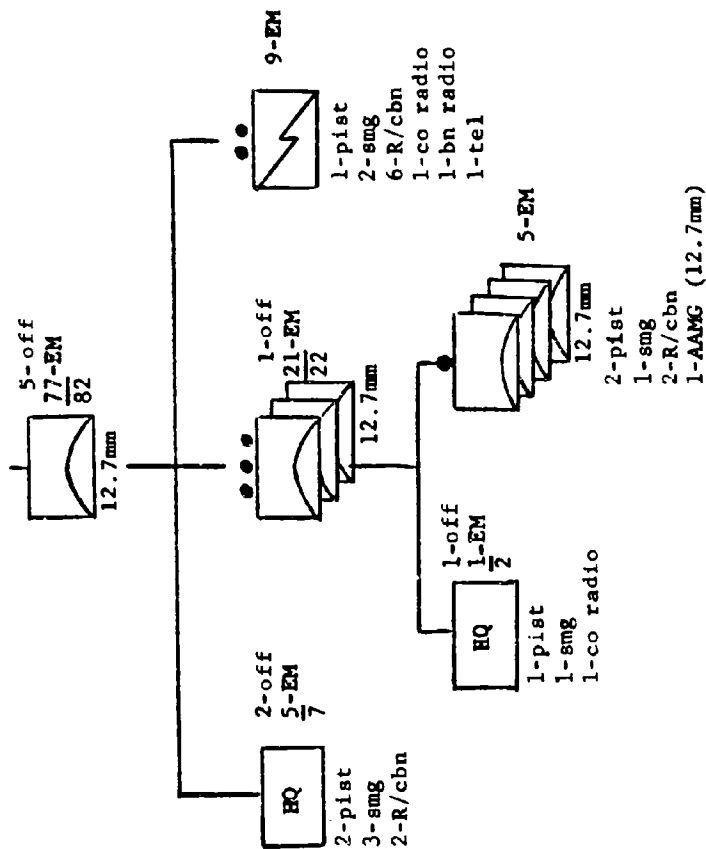 5-off
77-EM
82
12.7mm
HQ
2-off
5-EM
7
2-pist
3-smg
2-R/cbn
1-off
21-EM
22
12.7mm
9-EM
1-pist
2-smg
6-R/cbn
1-co radio
1-bn radio
1-tel
HQ
1-off
1-EM
2
1-pist
1-smg
1-co radio
5-EM
12.7mm
2-pist
1-smg
2-R/cbn
1-AAMG (12.7mm)